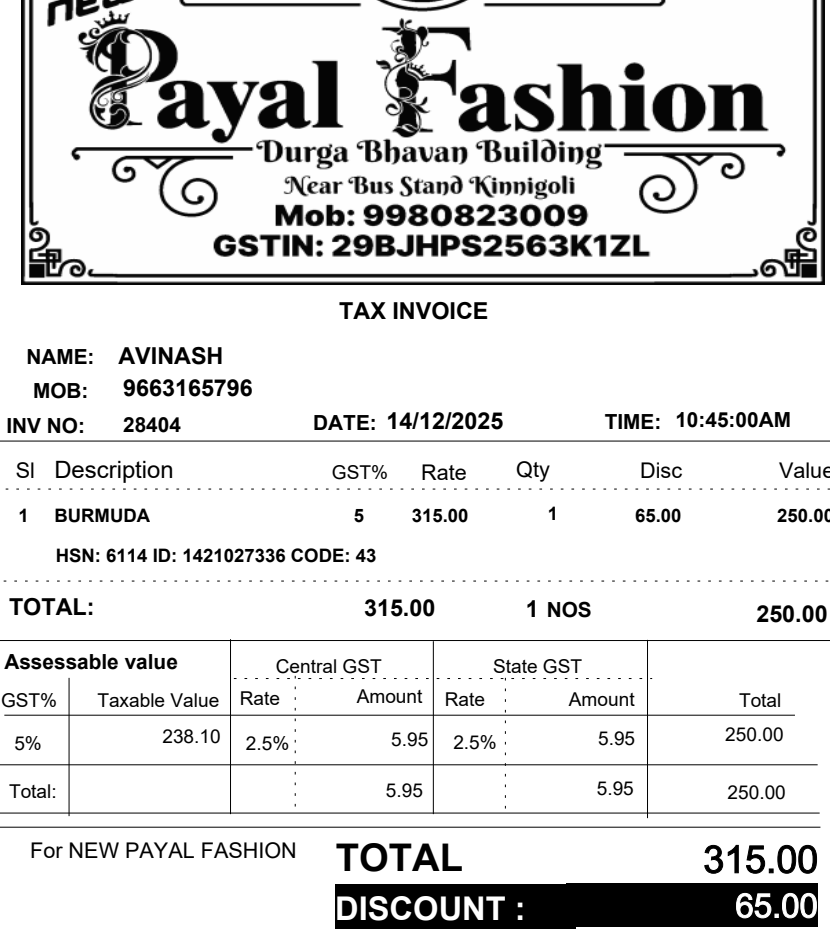 new
Payal Fashion
Durga Bhavan Building
Near Bus Stand Kinnigoli
Mob: 9980823009
GSTIN: 29BJHPS2563K1ZL
TAX INVOICE
NAME: AVINASH
MOB: 9663165796
INV NO: 28404 DATE: 14/12/2025 TIME: 10:45:00AM
Sl Description GST% Rate Qty Disc Value
1 BURMUDA 5 315.00 1 65.00 250.00
HSN: 6114 ID: 1421027336 CODE: 43
TOTAL: 315.00 1 NOS 250.00
Assessable value Central GST State GST
GST% Taxable Value Rate Amount Rate Amount Total
5% 238.10 2.5% 5.95 2.5% 5.95 250.00
Total: 5.95 5.95 250.00
For NEW PAYAL FASHION TOTAL 315.00
DISCOUNT : 65.00